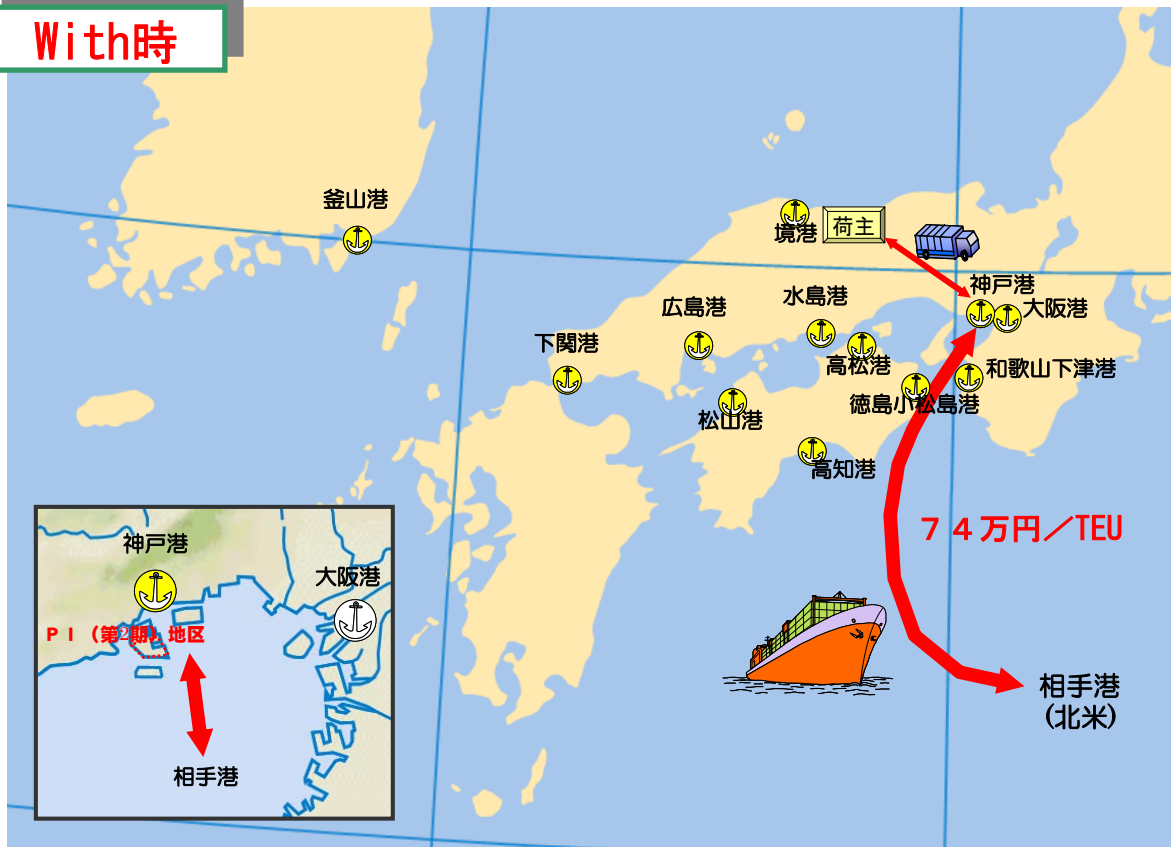 With時
釜山港
境港
荷主
神戸港
大阪港
水島港
広島港
下関港
高松港
和歌山下津港
徳島小松島港
松山港
高知港
７４万円／TEU
相手港
(北米)
神戸港
大阪港
ＰＩ（第2期）地区
相手港